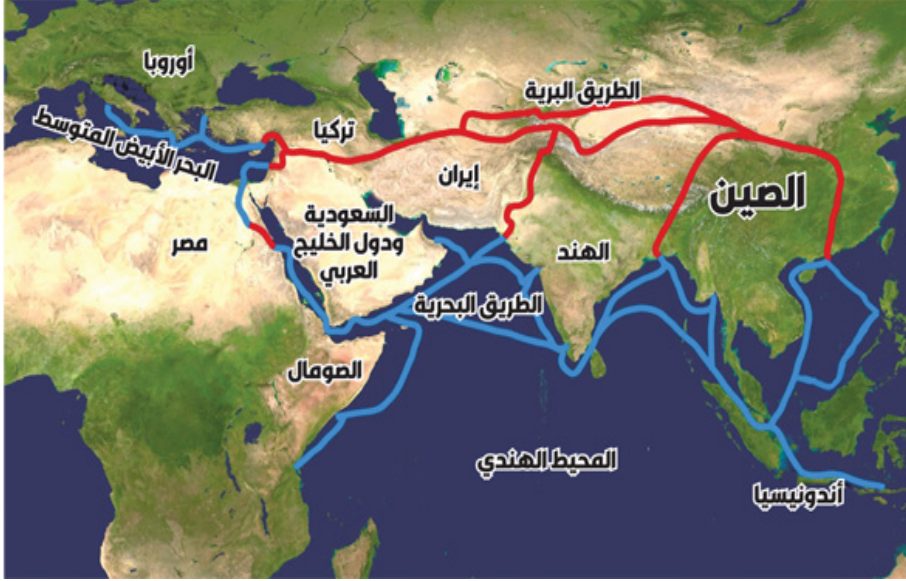 أوروبا
الطريق البرية
تركيا
البحر الأبيض المتوسط
إيران
الصين
السعودية
ودول الخليج
العربي
مصر
الهند
الطريق البحرية
الصومال
المحيط الهندي
أندونيسيا